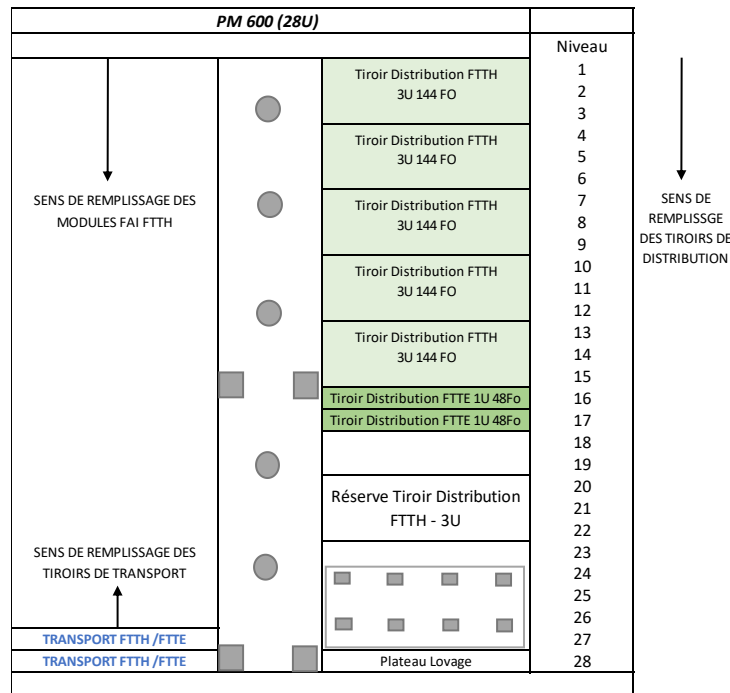 PM 600 (28U)
Niveau
SENS DE REMPLISSAGE DES
MODULES FAI FTTH
SENS DE REMPLISSAGE DES
TIROIRS DE TRANSPORT
TRANSPORT FTTH /FTTE
TRANSPORT FTTH /FTTE
Tiroir Distribution FTTH
3U 144 FO
Tiroir Distribution FTTH
3U 144 FO
Tiroir Distribution FTTH
3U 144 FO
Tiroir Distribution FTTH
3U 144 FO
Tiroir Distribution FTTH
3U 144 FO
Tiroir Distribution FTTE 1U 48Fo
Tiroir Distribution FTTE 1U 48Fo
Réserve Tiroir Distribution
FTTH - 3U
Plateau Lovage
1
2
3
4
5
6
7
8
9
10
11
12
13
14
15
16
17
18
19
20
21
22
23
24
25
26
27
28
SENS DE
REMPLISSGE
DES TIROIRS DE
DISTRIBUTION